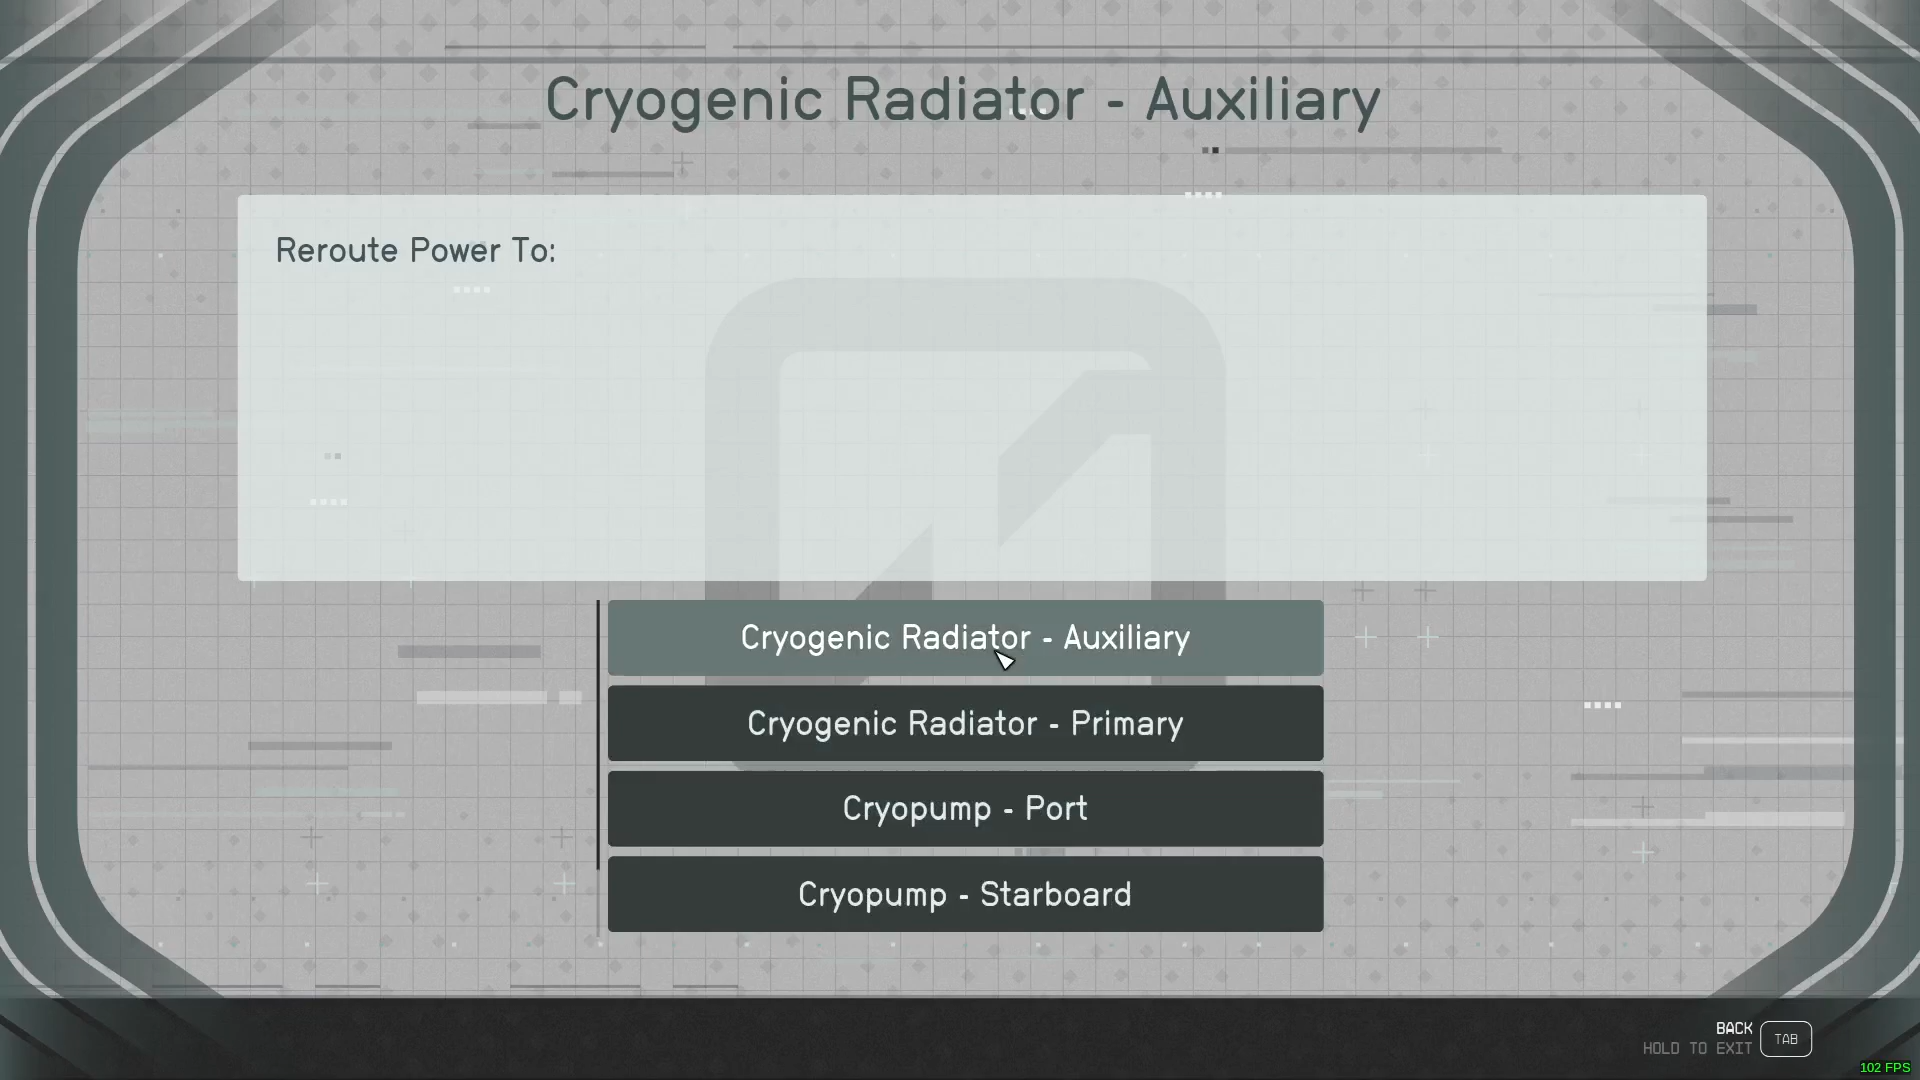 Cryogenic Radiator - Auxiliary
Reroute Power To:
Cryogenic Radiator - Auxiliary
Cryogenic Radiator - Primary
Cryopump - Port
Cryopump - Starboard
BACK
HOLD TO EXIT
TAB
102 FPS